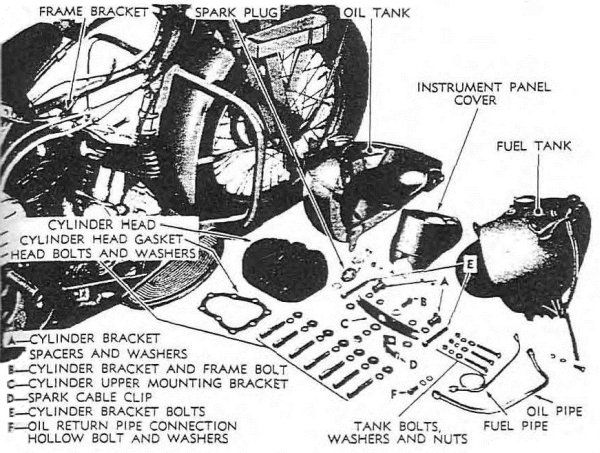 FRAME BRACKET
SPARK PLUG
OIL TANK
INSTRUMENT PANEL
COVER
FUEL TANK
CYLINDER HEAD
CYLINDER HEAD GASKET
HEAD BOLTS AND WASHERS
A
E
B
C
D
F
A—CYLINDER BRACKET
SPACERS AND WASHERS
B—CYLINDER BRACKET AND FRAME BOLT
C—CYLINDER UPPER MOUNTING BRACKET
D—SPARK CABLE CLIP
E—CYLINDER BRACKET BOLTS
F—OIL RETURN PIPE CONNECTION
HOLLOW BOLT AND WASHERS
TANK BOLTS,
WASHERS AND NUTS
OIL PIPE
FUEL PIPE